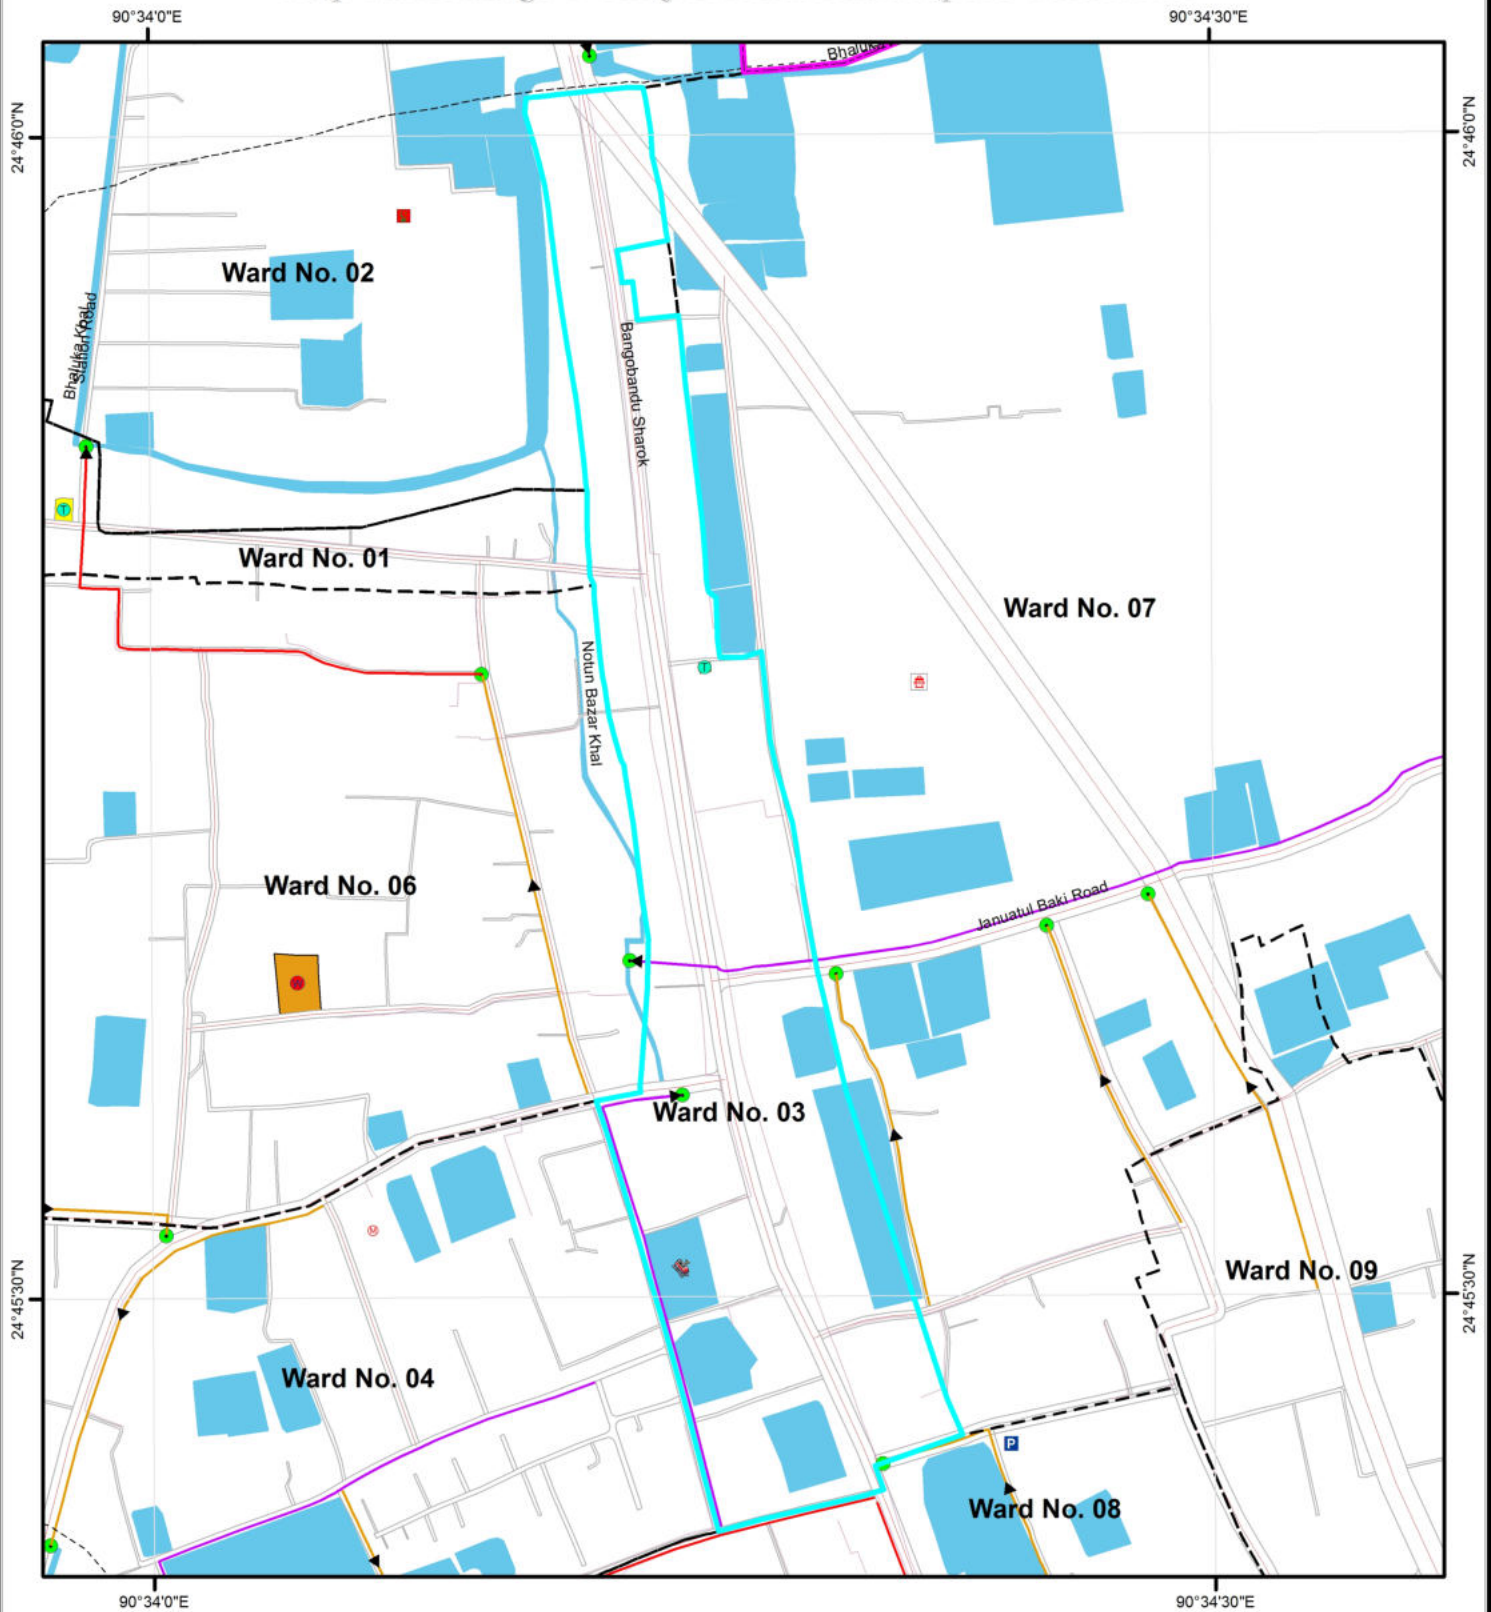 90°34'0"E
90°34'30"E
24°46'0"N
24°46'0"N
Ward No. 02
Bhaluka Khal
Station Road
Bangobandu Sharok
Ward No. 01
Ward No. 07
Notun Bazar Khal
Ward No. 06
Januatul Baki Road
Ward No. 03
24°45'30"N
24°45'30"N
Ward No. 09
Ward No. 04
P
Ward No. 08
90°34'0"E
90°34'30"E